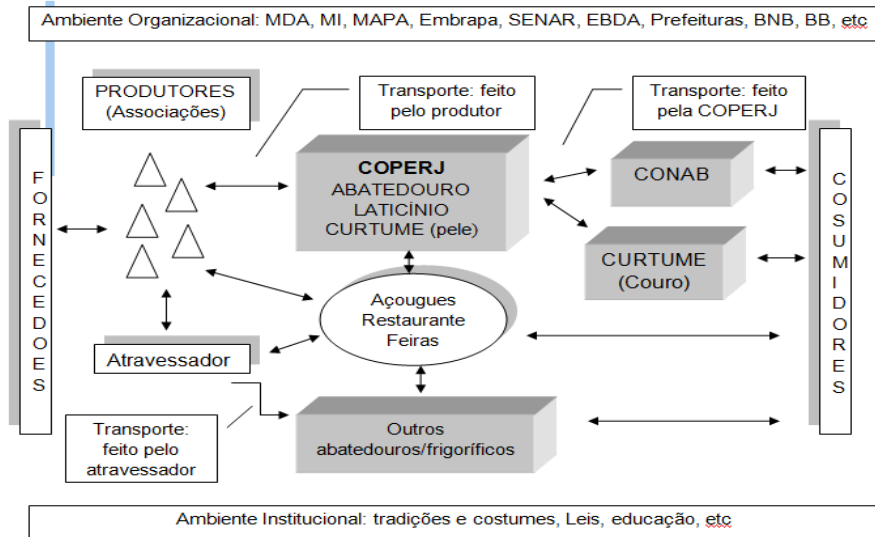 Ambiente Organizacional: MDA, MI, MAPA, Embrapa, SENAR, EBDA, Prefeituras, BNB, BB, etc
PRODUTORES
(Associações)
Transporte: feito
pelo produtor
Transporte: feito
pela COPERJ
FORNECEDOES
COPERJ
ABATEDOURO
LATICÍNIO
CURTUME (pele)
CONAB
CURTUME
(Couro)
COSUMIDORES
Açougues
Restaurante
Feiras
Atravessador
Transporte:
feito pelo
atravessador
Outros
abatedouros/frigoríficos
Ambiente Institucional: tradições e costumes, Leis, educação, etc